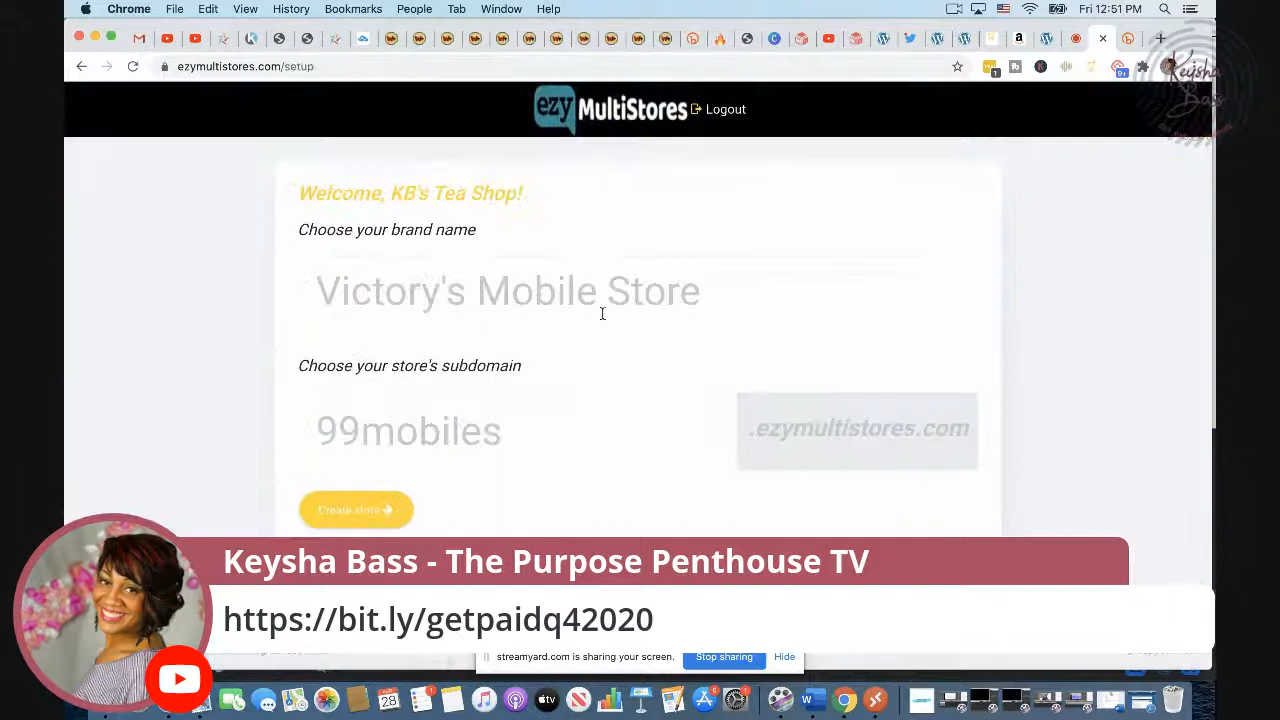 Chrome File Edit View History Bookmarks People Tab Window Help Fri 12:51 PM
ezymultistores.com/setup
Keysha
Bass
ezy MultiStores Logout
Welcome, KB's Tea Shop!
Choose your brand name
Victory's Mobile Store
Choose your store's subdomain
99mobiles
.ezymultistores.com
Create store
Keysha Bass - The Purpose Penthouse TV
https://bit.ly/getpaidq42020
streamyard.com is sharing your screen. Stop sharing Hide